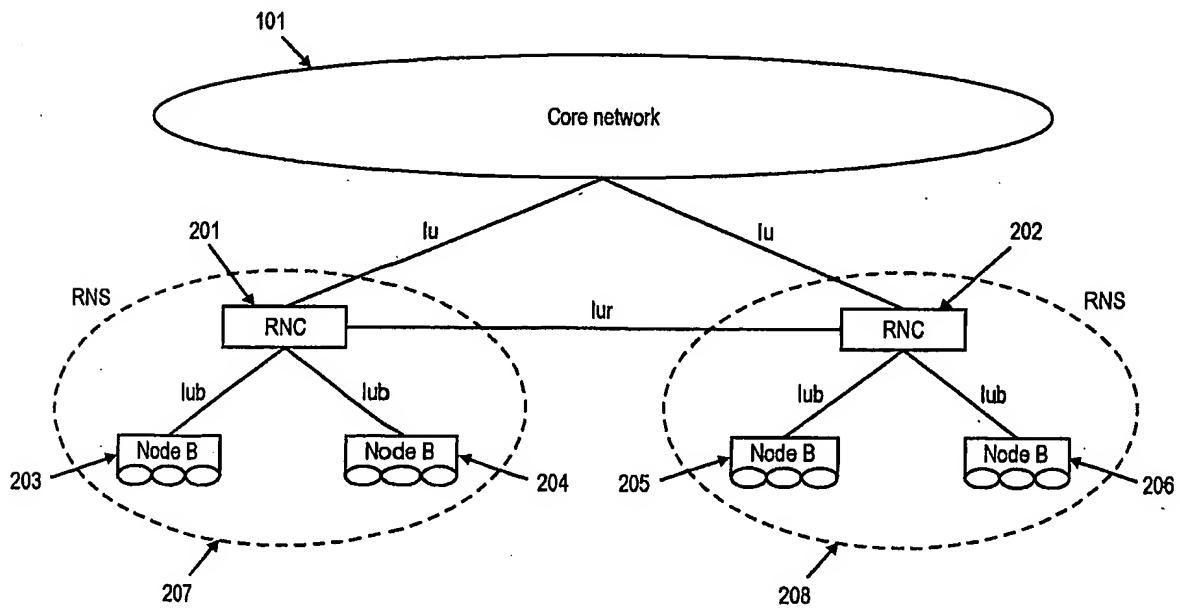 101
Core network
201
Iu
Iu
202
RNS
RNC
Iur
RNC
RNS
Iub
Iub
Iub
Iub
Node B
Node B
Node B
Node B
203
204
205
206
207
208